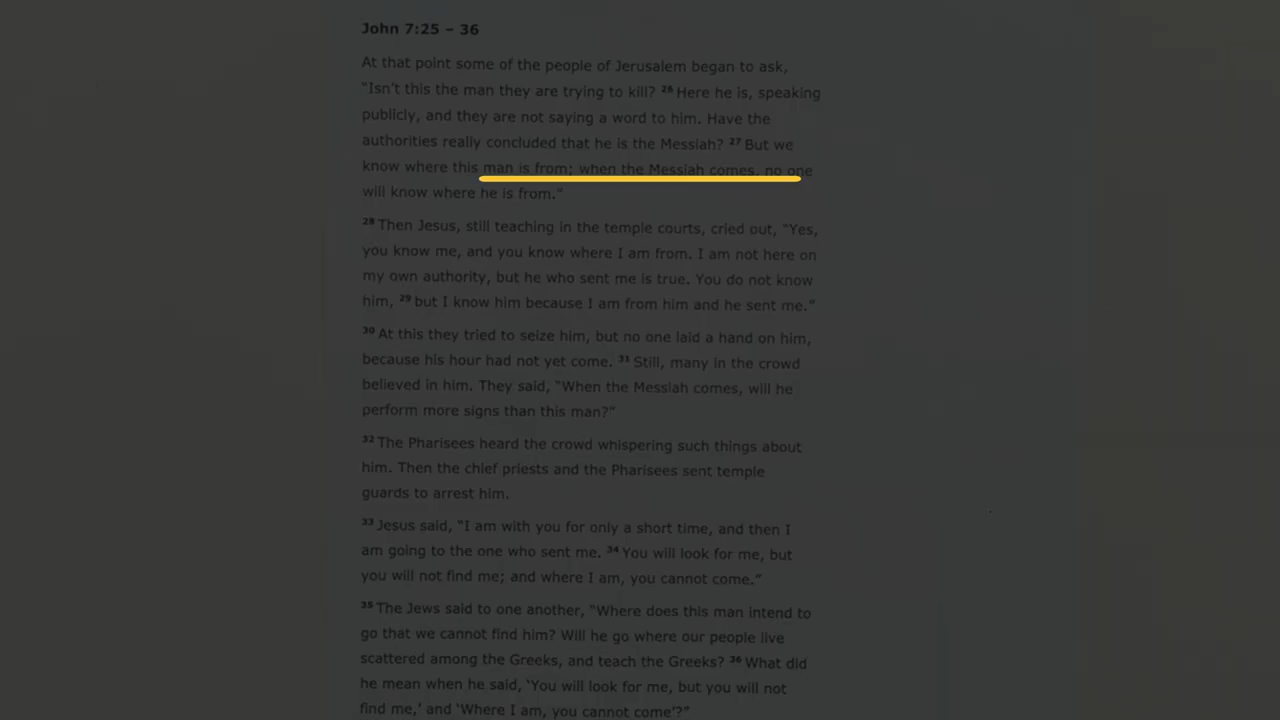 John 7:25 – 36
At that point some of the people of Jerusalem began to ask,
“Isn’t this the man they are trying to kill? 26 Here he is, speaking
publicly, and they are not saying a word to him. Have the
authorities really concluded that he is the Messiah? 27 But we
know where this man is from; when the Messiah comes, no one
will know where he is from.”
28 Then Jesus, still teaching in the temple courts, cried out, “Yes,
you know me, and you know where I am from. I am not here on
my own authority, but he who sent me is true. You do not know
him, 29 but I know him because I am from him and he sent me.”
30 At this they tried to seize him, but no one laid a hand on him,
because his hour had not yet come. 31 Still, many in the crowd
believed in him. They said, “When the Messiah comes, will he
perform more signs than this man?”
32 The Pharisees heard the crowd whispering such things about
him. Then the chief priests and the Pharisees sent temple
guards to arrest him.
33 Jesus said, “I am with you for only a short time, and then I
am going to the one who sent me. 34 You will look for me, but
you will not find me; and where I am, you cannot come.”
35 The Jews said to one another, “Where does this man intend to
go that we cannot find him? Will he go where our people live
scattered among the Greeks, and teach the Greeks? 36 What did
he mean when he said, ‘You will look for me, but you will not
find me,’ and ‘Where I am, you cannot come’?”